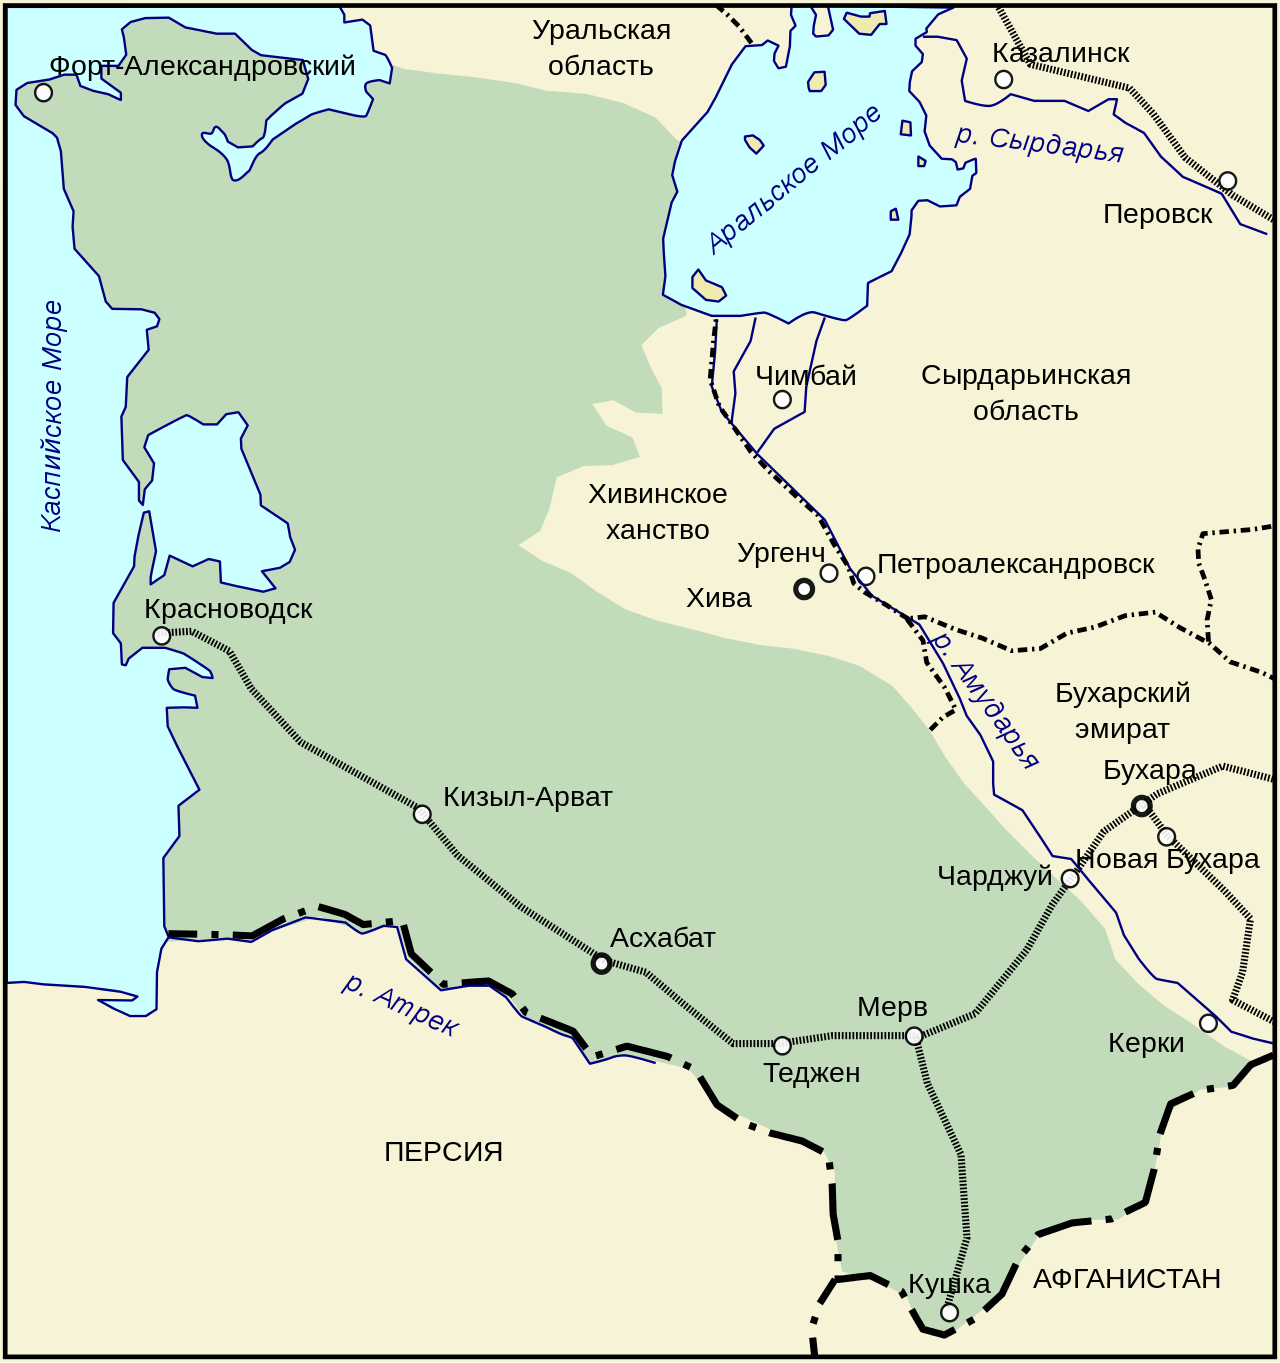 Уральская
область
Казалинск
Форт-Александровский
р. Сырдарья
Аральское Море
Перовск
Каспийское Море
Чимбай
Сырдарьинская
область
Хивинское
ханство
Ургенч
Петроалександровск
Хива
Красноводск
р. Амударья
Бухарский
эмират
Бухара
Кизыл-Арват
Новая Бухара
Чарджуй
Асхабат
р. Атрек
Мерв
Керки
Теджен
ПЕРСИЯ
Кушка
АФГАНИСТАН